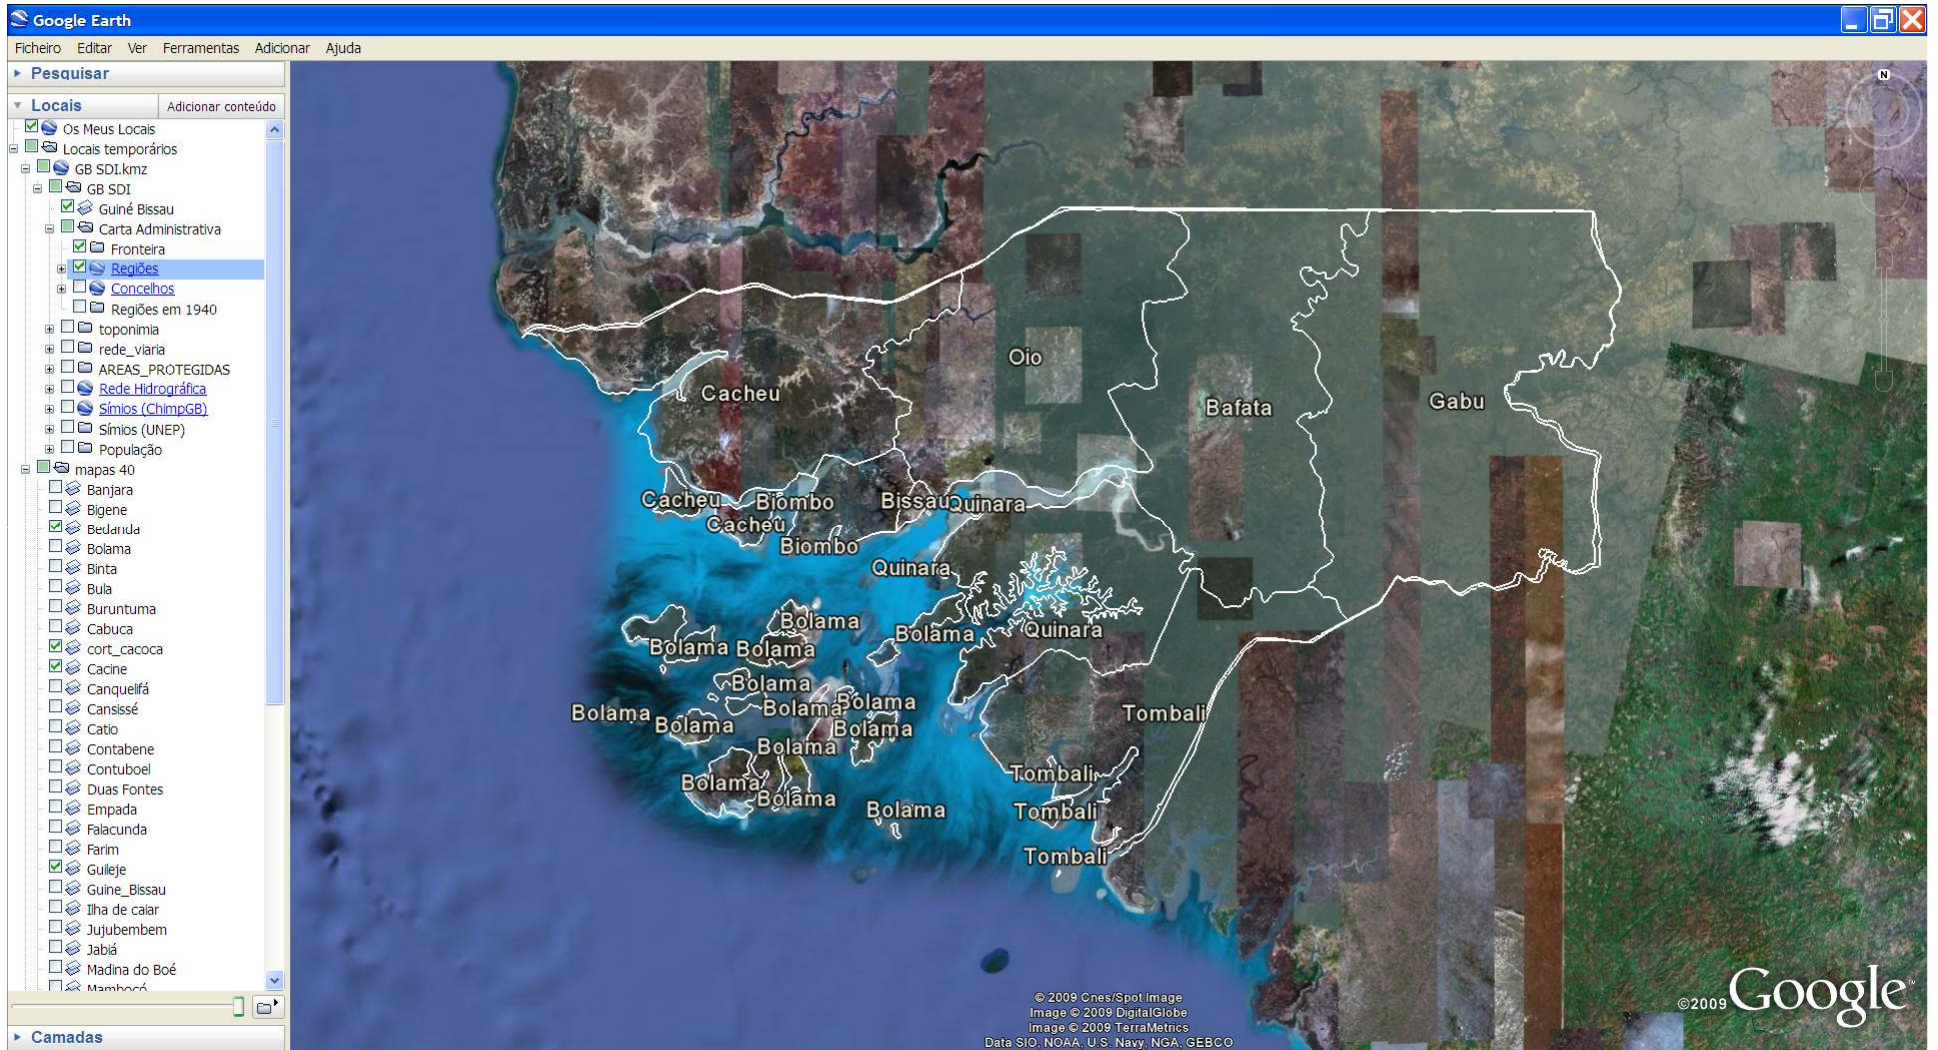 Google Earth
Ficheiro Editar Ver Ferramentas Adicionar Ajuda
Pesquisar
Locais Adicionar conteúdo
Os Meus Locais
Locais temporários
GB SDI.kmz
GB SDI
Guiné Bissau
Carta Administrativa
Fronteira
Regiões
Concelhos
Regiões em 1940
toponimia
rede_viaria
AREAS_PROTEGIDAS
Rede Hidrográfica
Símios (ChimpGB)
Símios (UNEP)
População
mapas 40
Banjara
Bigene
Bedanda
Bolama
Binta
Bula
Buruntuma
Cabuca
cort_cacoca
Cacine
Canquelifá
Cansissé
Catio
Contabene
Contuboel
Duas Fontes
Empada
Falacunda
Farim
Guileje
Guine_Bissau
Ilha de caiar
Jujubembem
Jabiá
Madina do Boé
Mamboçó
Camadas
N
Oio
Cacheu
Bafata
Gabu
Cacheu Biombo Bissau Quinara
Cacheu
Biombo
Quinara
Bolama
Bolama Quinara
Bolama Bolama
Bolama
Bolama Bolama
Bolama Bolama Bolama Tombali
Bolama
Bolama Tombali
Bolama Bolama Tombali
Tombali
© 2009 Cnes/Spot Image
Image © 2009 DigitalGlobe
Image © 2009 TerraMetrics
Data SIO, NOAA, U.S. Navy, NGA, GEBCO
©2009 Google™